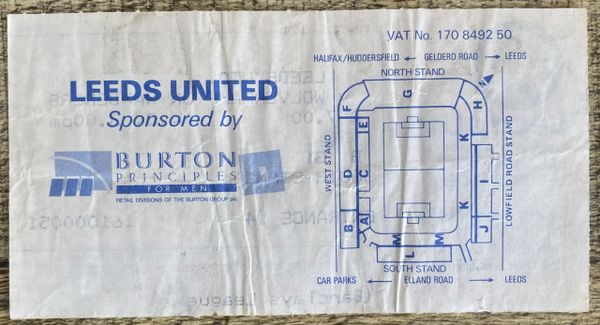 VAT No. 170 8492 50
LEEDS UNITED
Sponsored by
BURTON
PRINCIPLES
FOR MEN
RETAIL DIVISIONS OF THE BURTON GROUP plc
HALIFAX/HUDDERSFIELD GELDERD ROAD LEEDS
NORTH STAND
N
F G H
E K
WEST STAND
D C I
LOWFIELD ROAD STAND
K
B A J
M M
L
SOUTH STAND
CAR PARKS ELLAND ROAD LEEDS